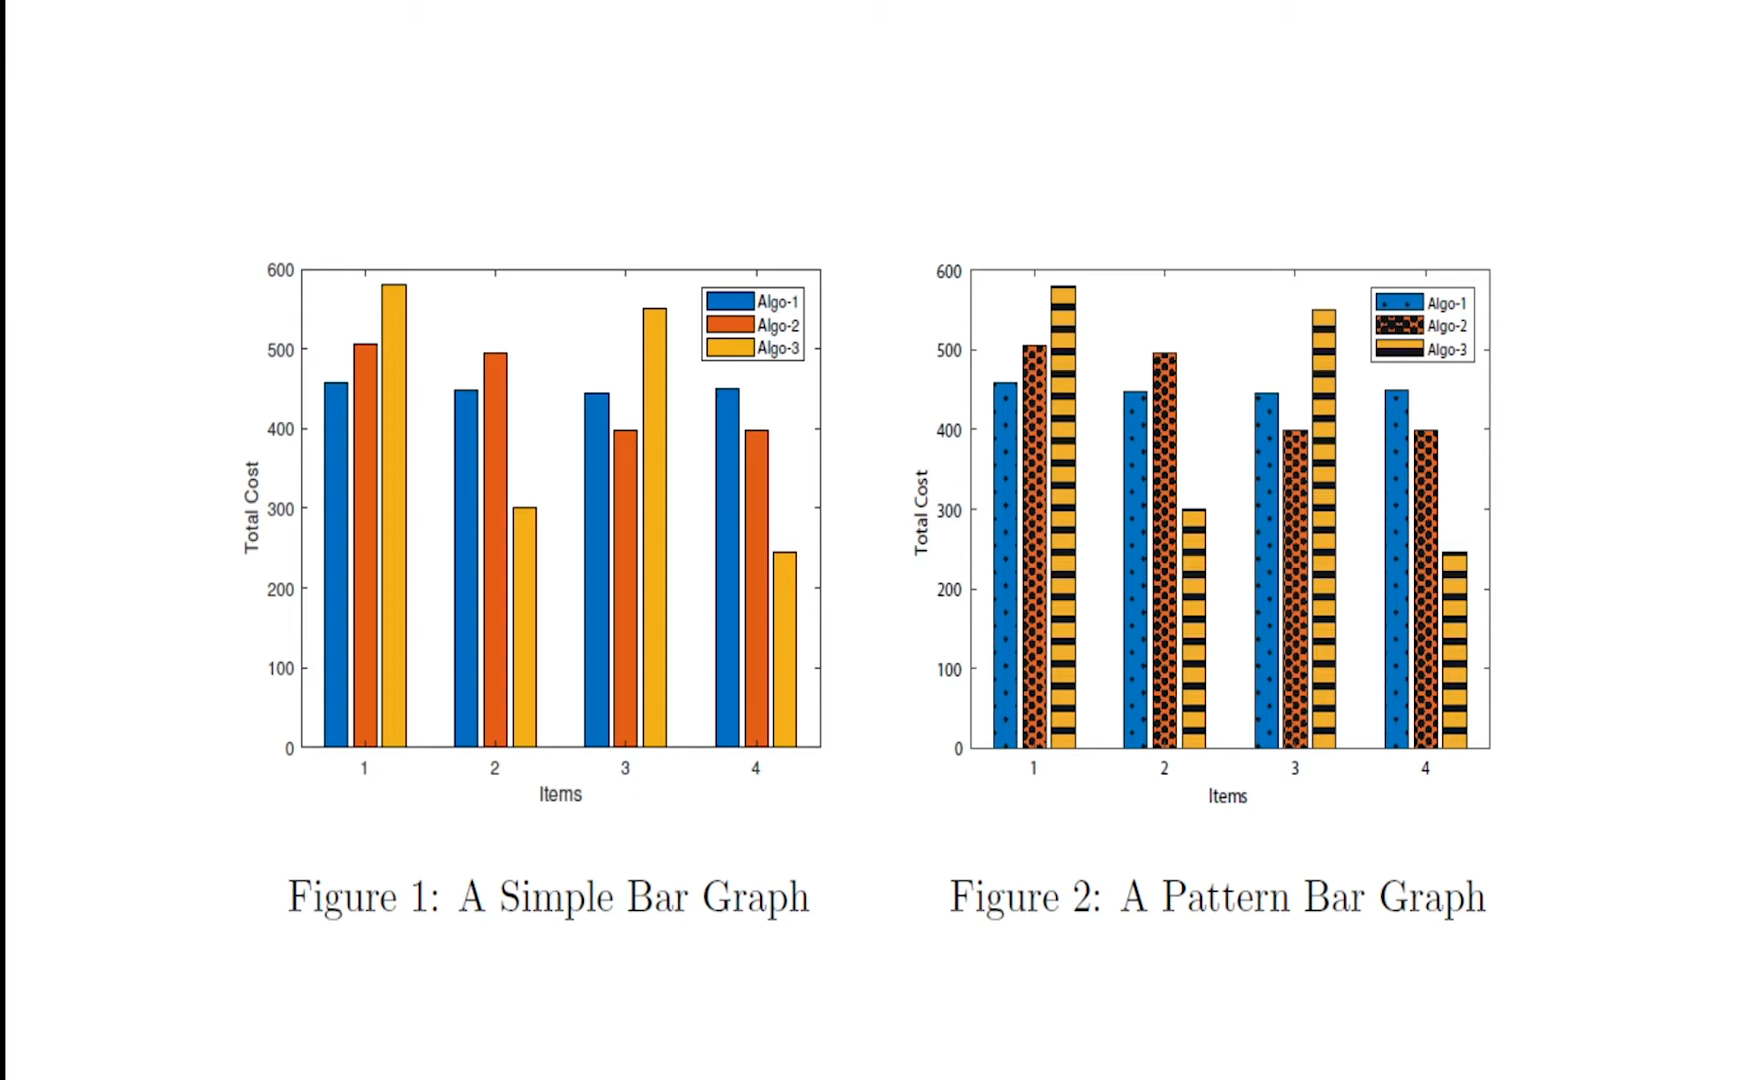 600
500
400
300
200
100
0
Total Cost
1 2 3 4
Items
Algo-1
Algo-2
Algo-3
Figure 1: A Simple Bar Graph
600
500
400
300
200
100
0
Total Cost
1 2 3 4
Items
Algo-1
Algo-2
Algo-3
Figure 2: A Pattern Bar Graph